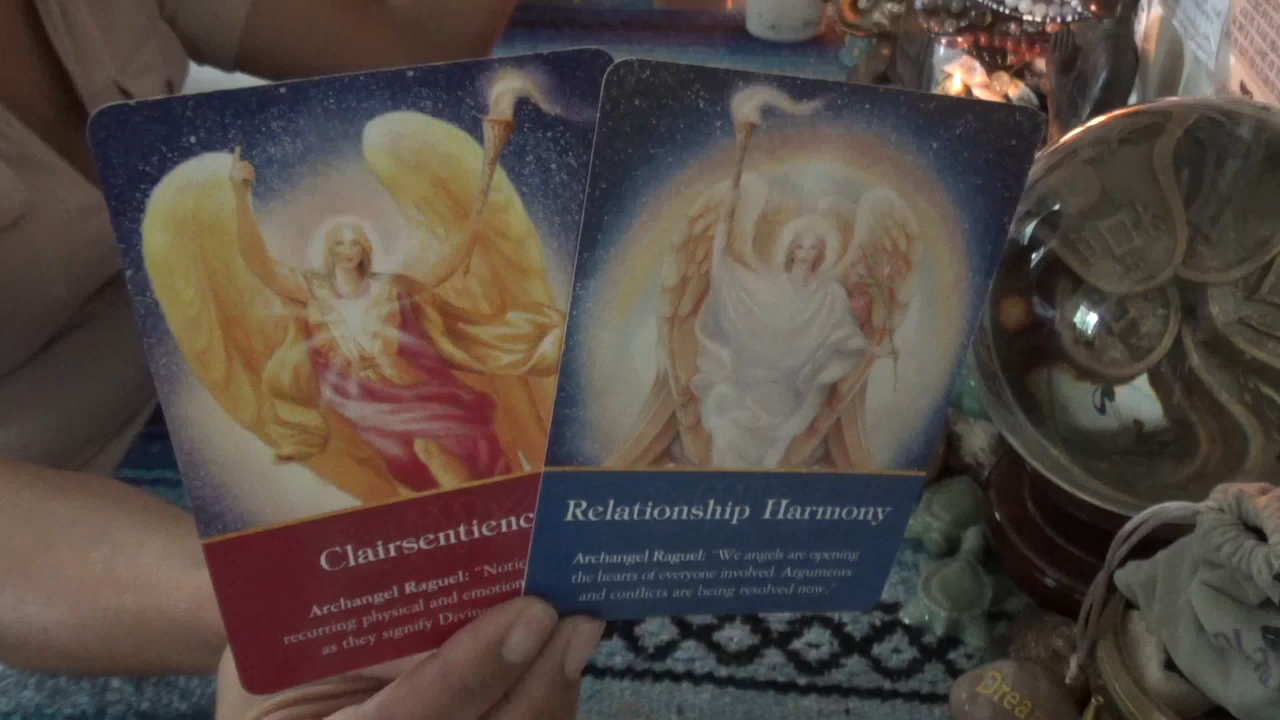 Clairsentienc
Archangel Raguel: "Notic
recurring physical and emotion
as they signify Divin
Relationship Harmony
Archangel Raguel: "We angels are opening
the hearts of everyone involved. Arguments
and conflicts are being resolved now."
Drea